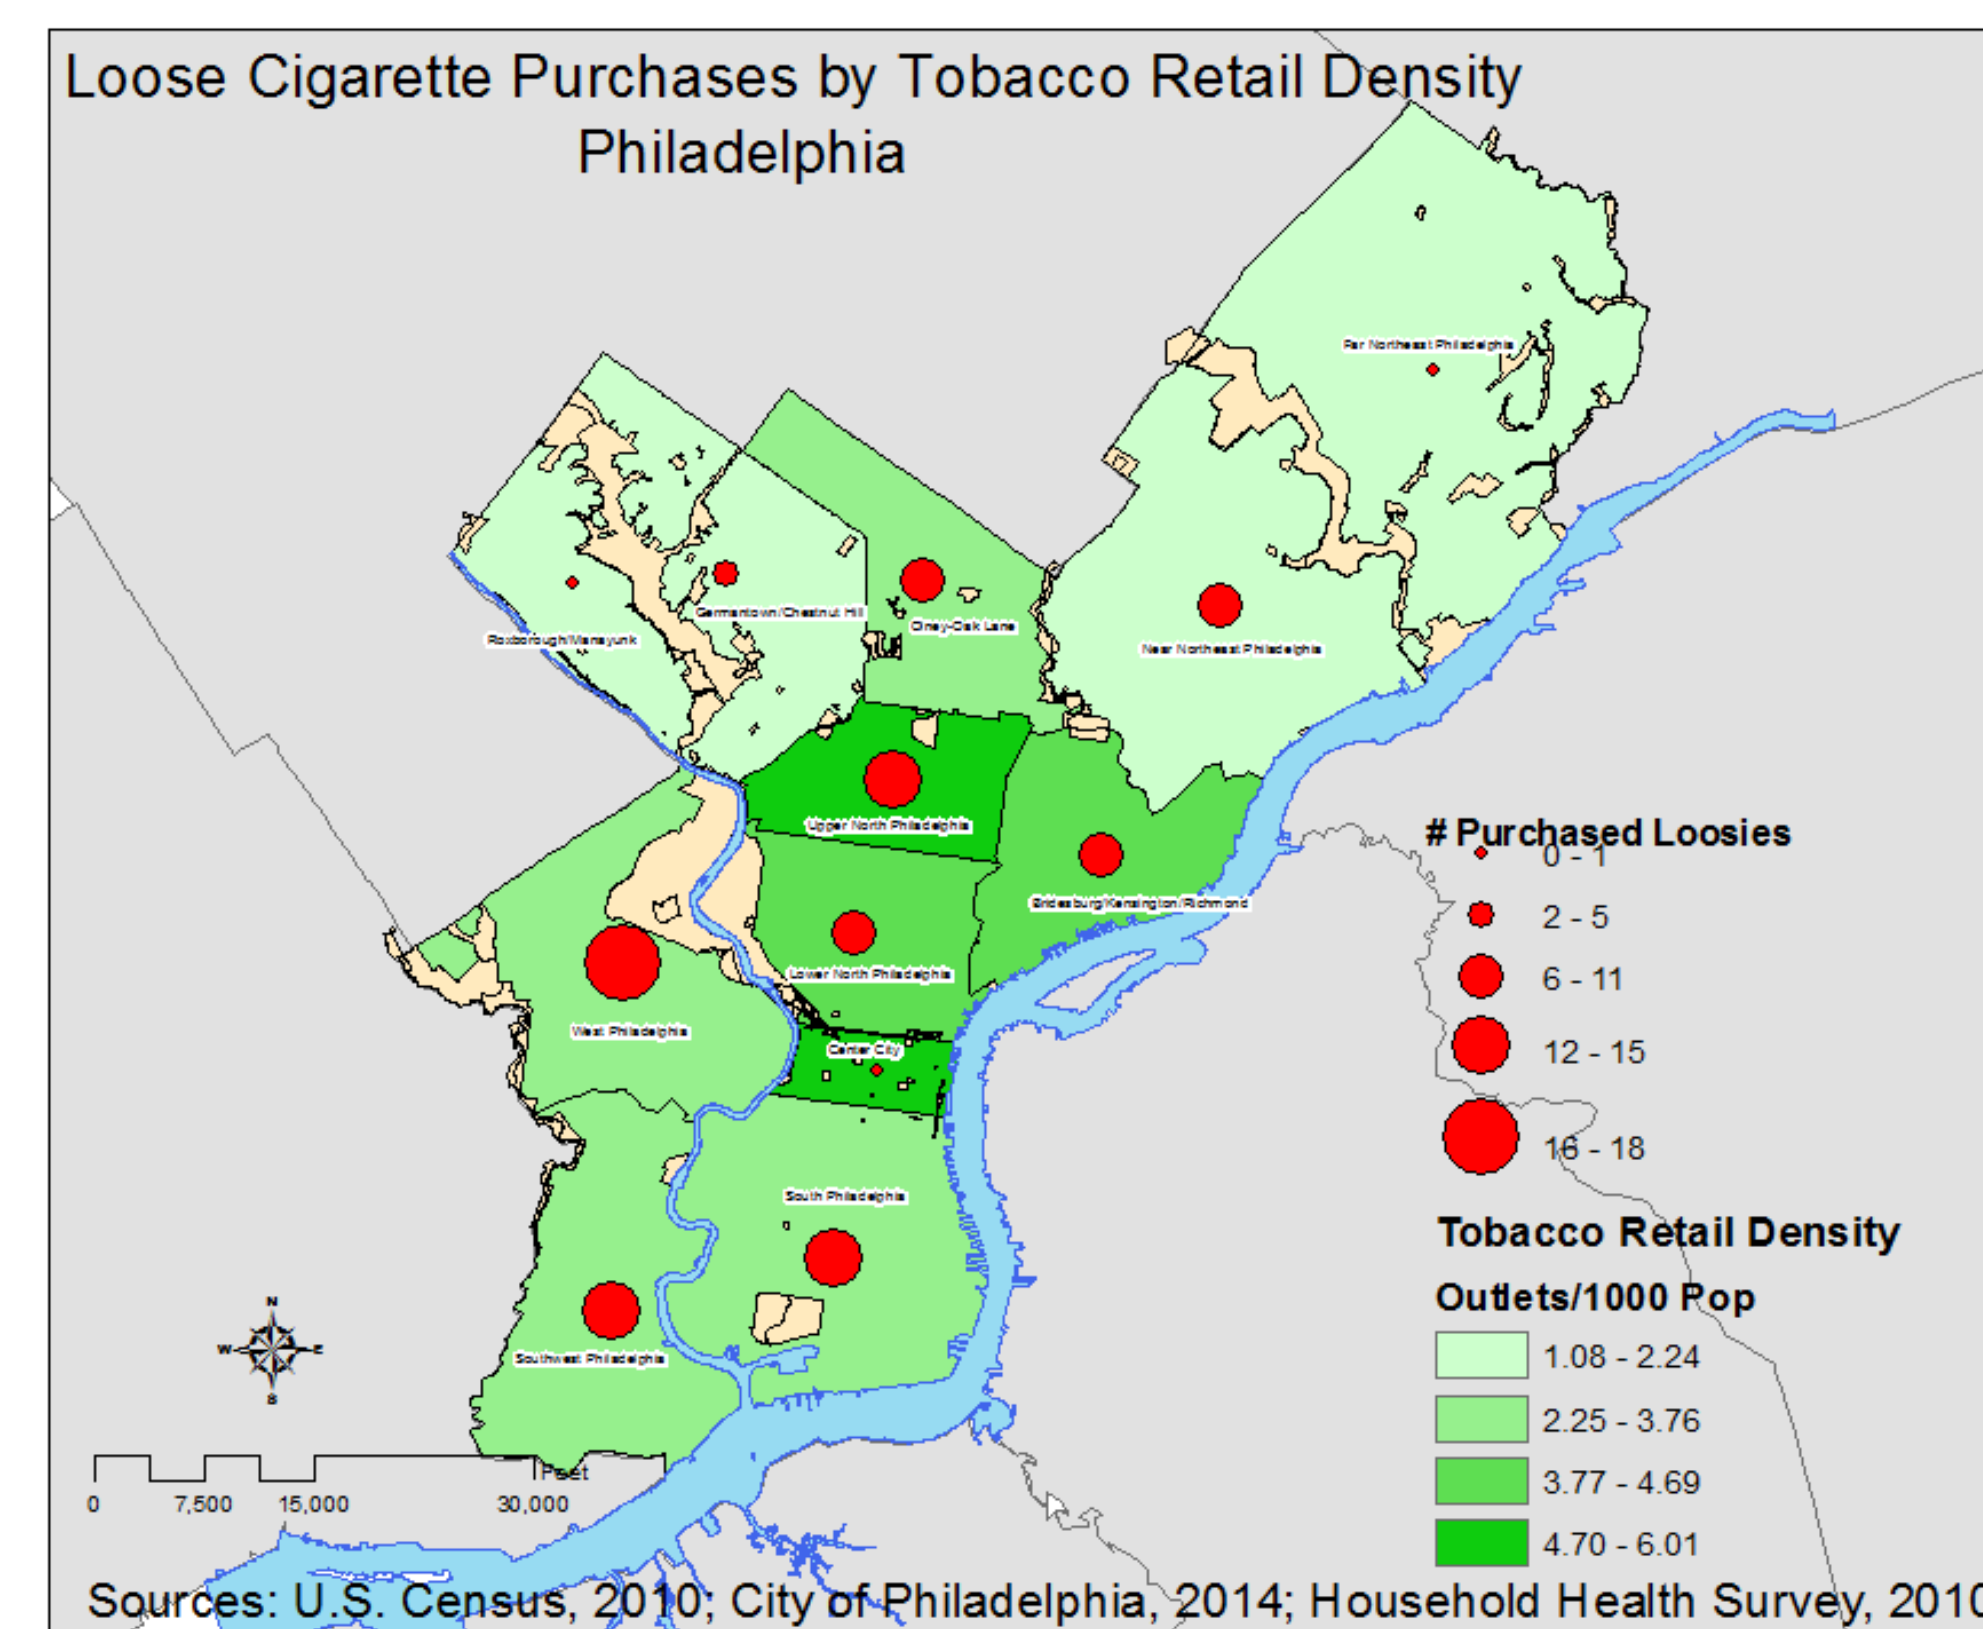 Loose Cigarette Purchases by Tobacco Retail Density
Philadelphia
Far Northeast Philadelphia
Germantown/Chestnut Hill
Olney-Oak Lane
Roxborough/Manayunk
Near Northeast Philadelphia
Upper North Philadelphia
Bridesburg/Kensington/Richmond
Lower North Philadelphia
West Philadelphia
Center City
South Philadelphia
Southwest Philadelphia
# Purchased Loosies
0 - 1
2 - 5
6 - 11
12 - 15
16 - 18
Tobacco Retail Density
Outlets/1000 Pop
1.08 - 2.24
2.25 - 3.76
3.77 - 4.69
4.70 - 6.01
N
W E
S
Feet
0 7,500 15,000 30,000
Sources: U.S. Census, 2010; City of Philadelphia, 2014; Household Health Survey, 2010